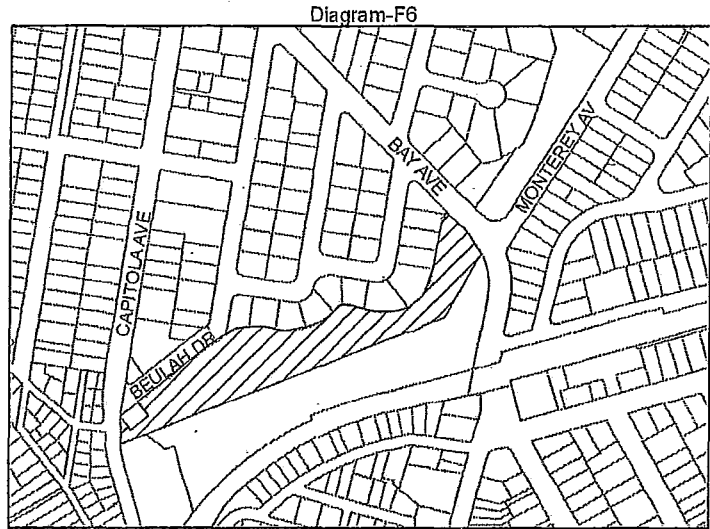 Diagram-F6
BAY AVE
MONTEREY AV
CAPITOLA AVE
BEULAH DR